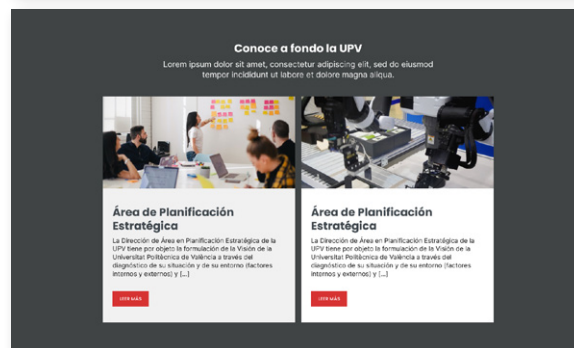 Conoce a fondo la UPV
Lorem ipsum dolor sit amet, consectetur adipiscing elit, sed do eiusmod
tempor incididunt ut labore et dolore magna aliqua.
Área de Planificación
Estratégica
La Dirección de Área en Planificación Estratégica de la
UPV tiene por objeto la formulación de la Visión de la
Universitat Politècnica de València a través del
diagnóstico de su situación y de su entorno (factores
internos y externos) y [...]
LEER MÁS
Área de Planificación
Estratégica
La Dirección de Área en Planificación Estratégica de la
UPV tiene por objeto la formulación de la Visión de la
Universitat Politècnica de València a través del
diagnóstico de su situación y de su entorno (factores
internos y externos) y [...]
LEER MÁS